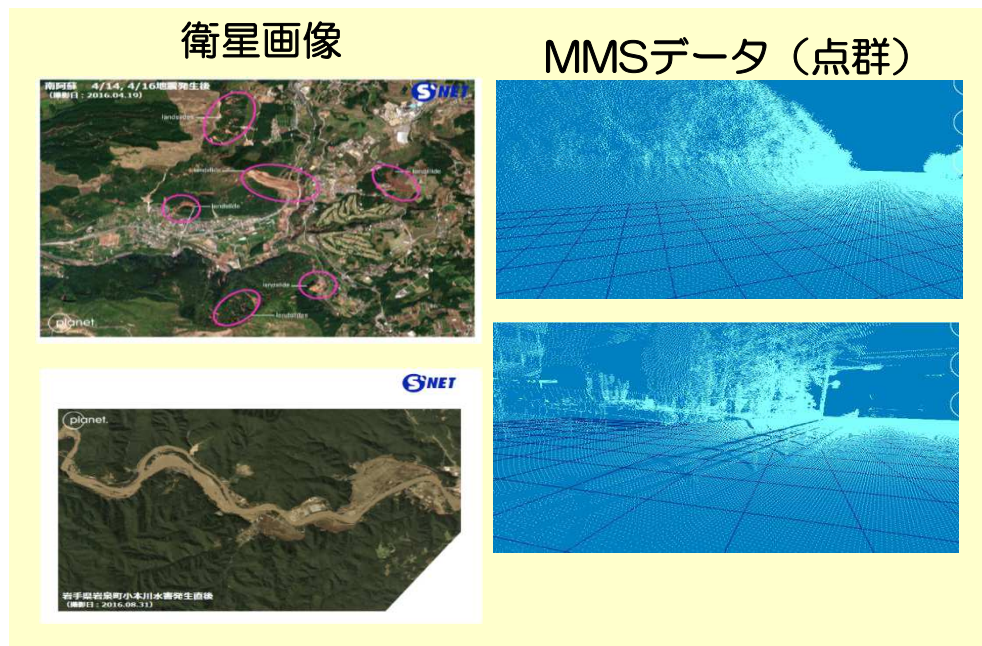 衛星画像
MMSデータ（点群）
南阿蘇　4/14, 4/16地震発生後
（撮影日：2016.04.19）
S NET
landslides
landslide
landslide
landslide
landslide
landslides
planet.
S NET
planet.
岩手県岩泉町小本川水害発生直後
（撮影日：2016.08.31）